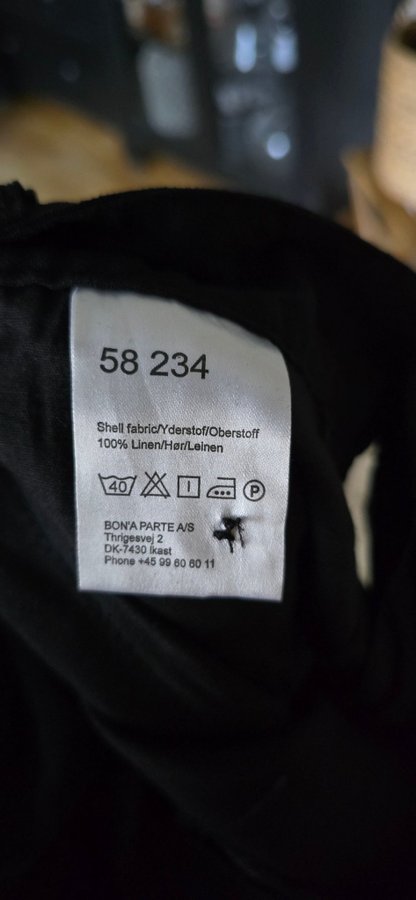 58 234
Shell fabric/Yderstof/Oberstoff
100% Linen/Hør/Leinen
40 P
BON'A PARTE A/S
Thrigesvej 2
DK-7430 Ikast
Phone +45 99 60 60 11